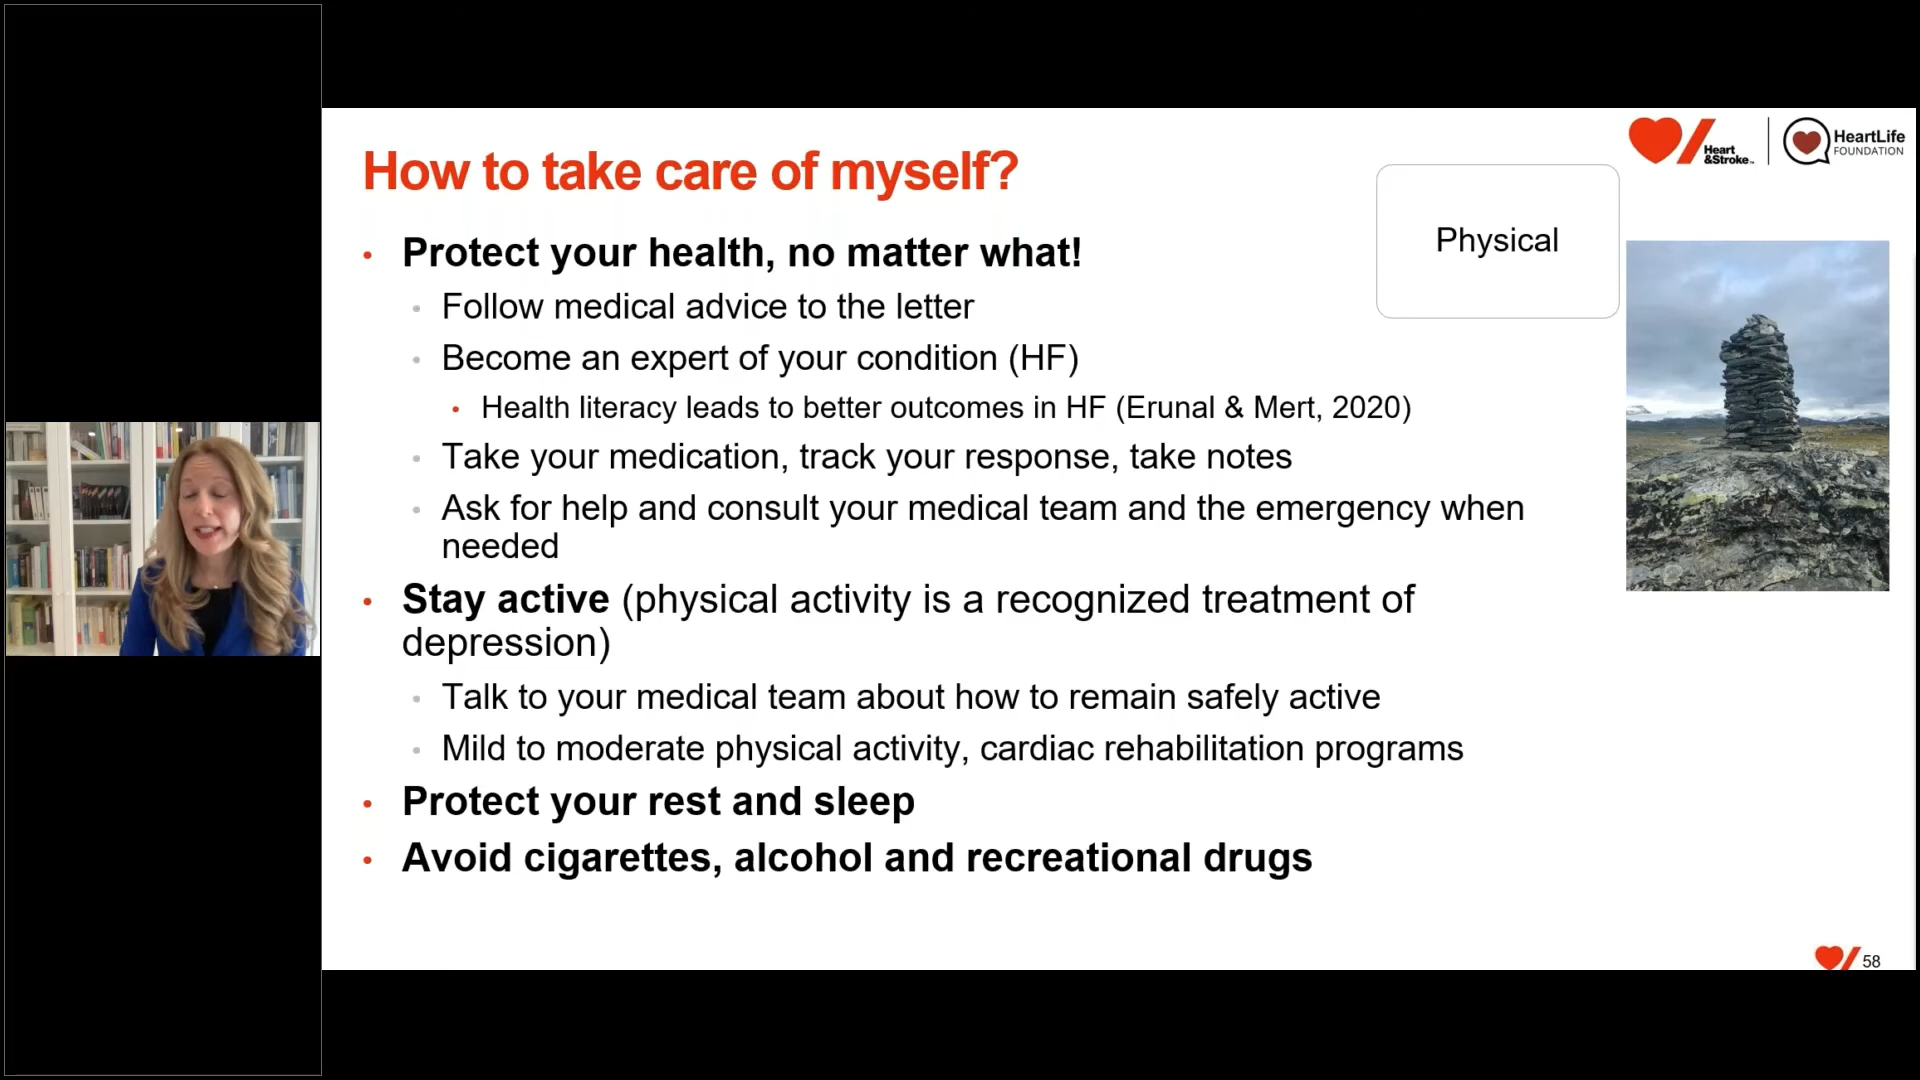 How to take care of myself?
Heart
&Stroke™
HeartLife
FOUNDATION
Physical
• Protect your health, no matter what!
• Follow medical advice to the letter
• Become an expert of your condition (HF)
• Health literacy leads to better outcomes in HF (Erunal & Mert, 2020)
• Take your medication, track your response, take notes
• Ask for help and consult your medical team and the emergency when
needed
• Stay active (physical activity is a recognized treatment of
depression)
• Talk to your medical team about how to remain safely active
• Mild to moderate physical activity, cardiac rehabilitation programs
• Protect your rest and sleep
• Avoid cigarettes, alcohol and recreational drugs
58